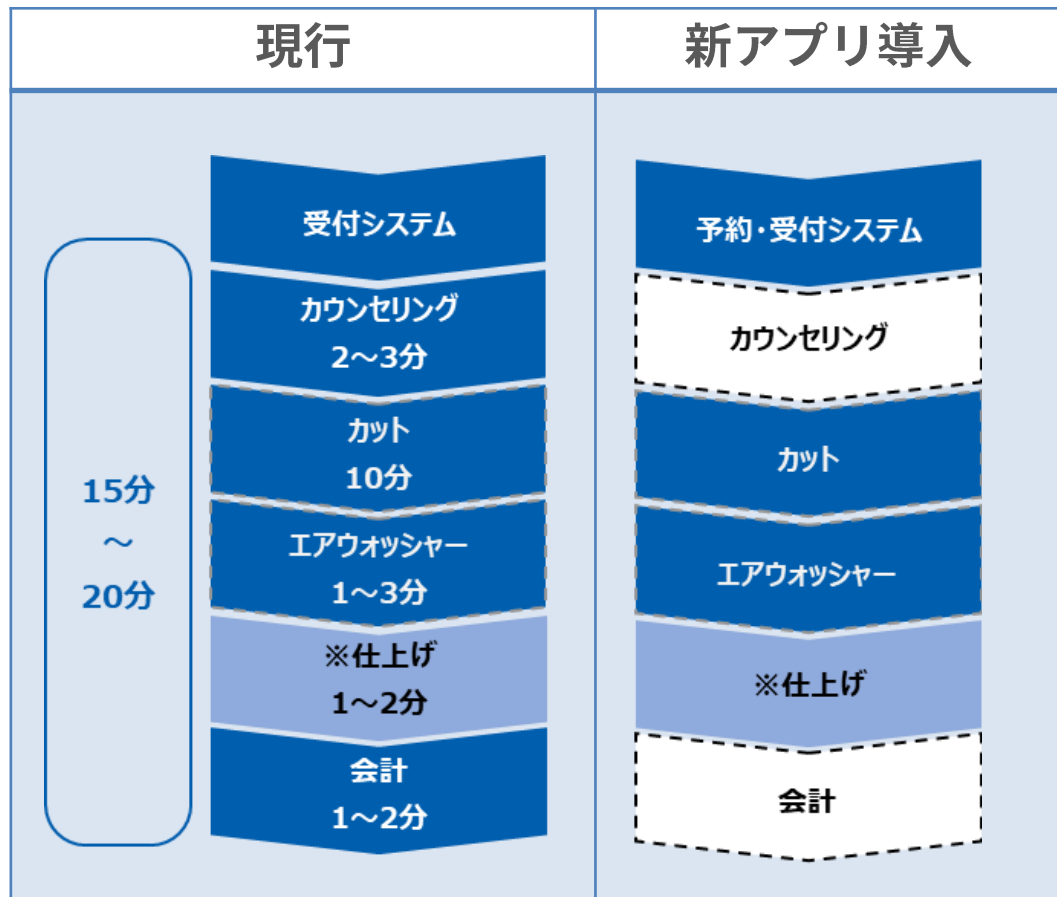 現行
新アプリ導入
受付システム
カウンセリング
2～3分
カット
10分
エアウォッシャー
1～3分
※仕上げ
1～2分
会計
1～2分
15分
～
20分
予約・受付システム
カウンセリング
カット
エアウォッシャー
※仕上げ
会計